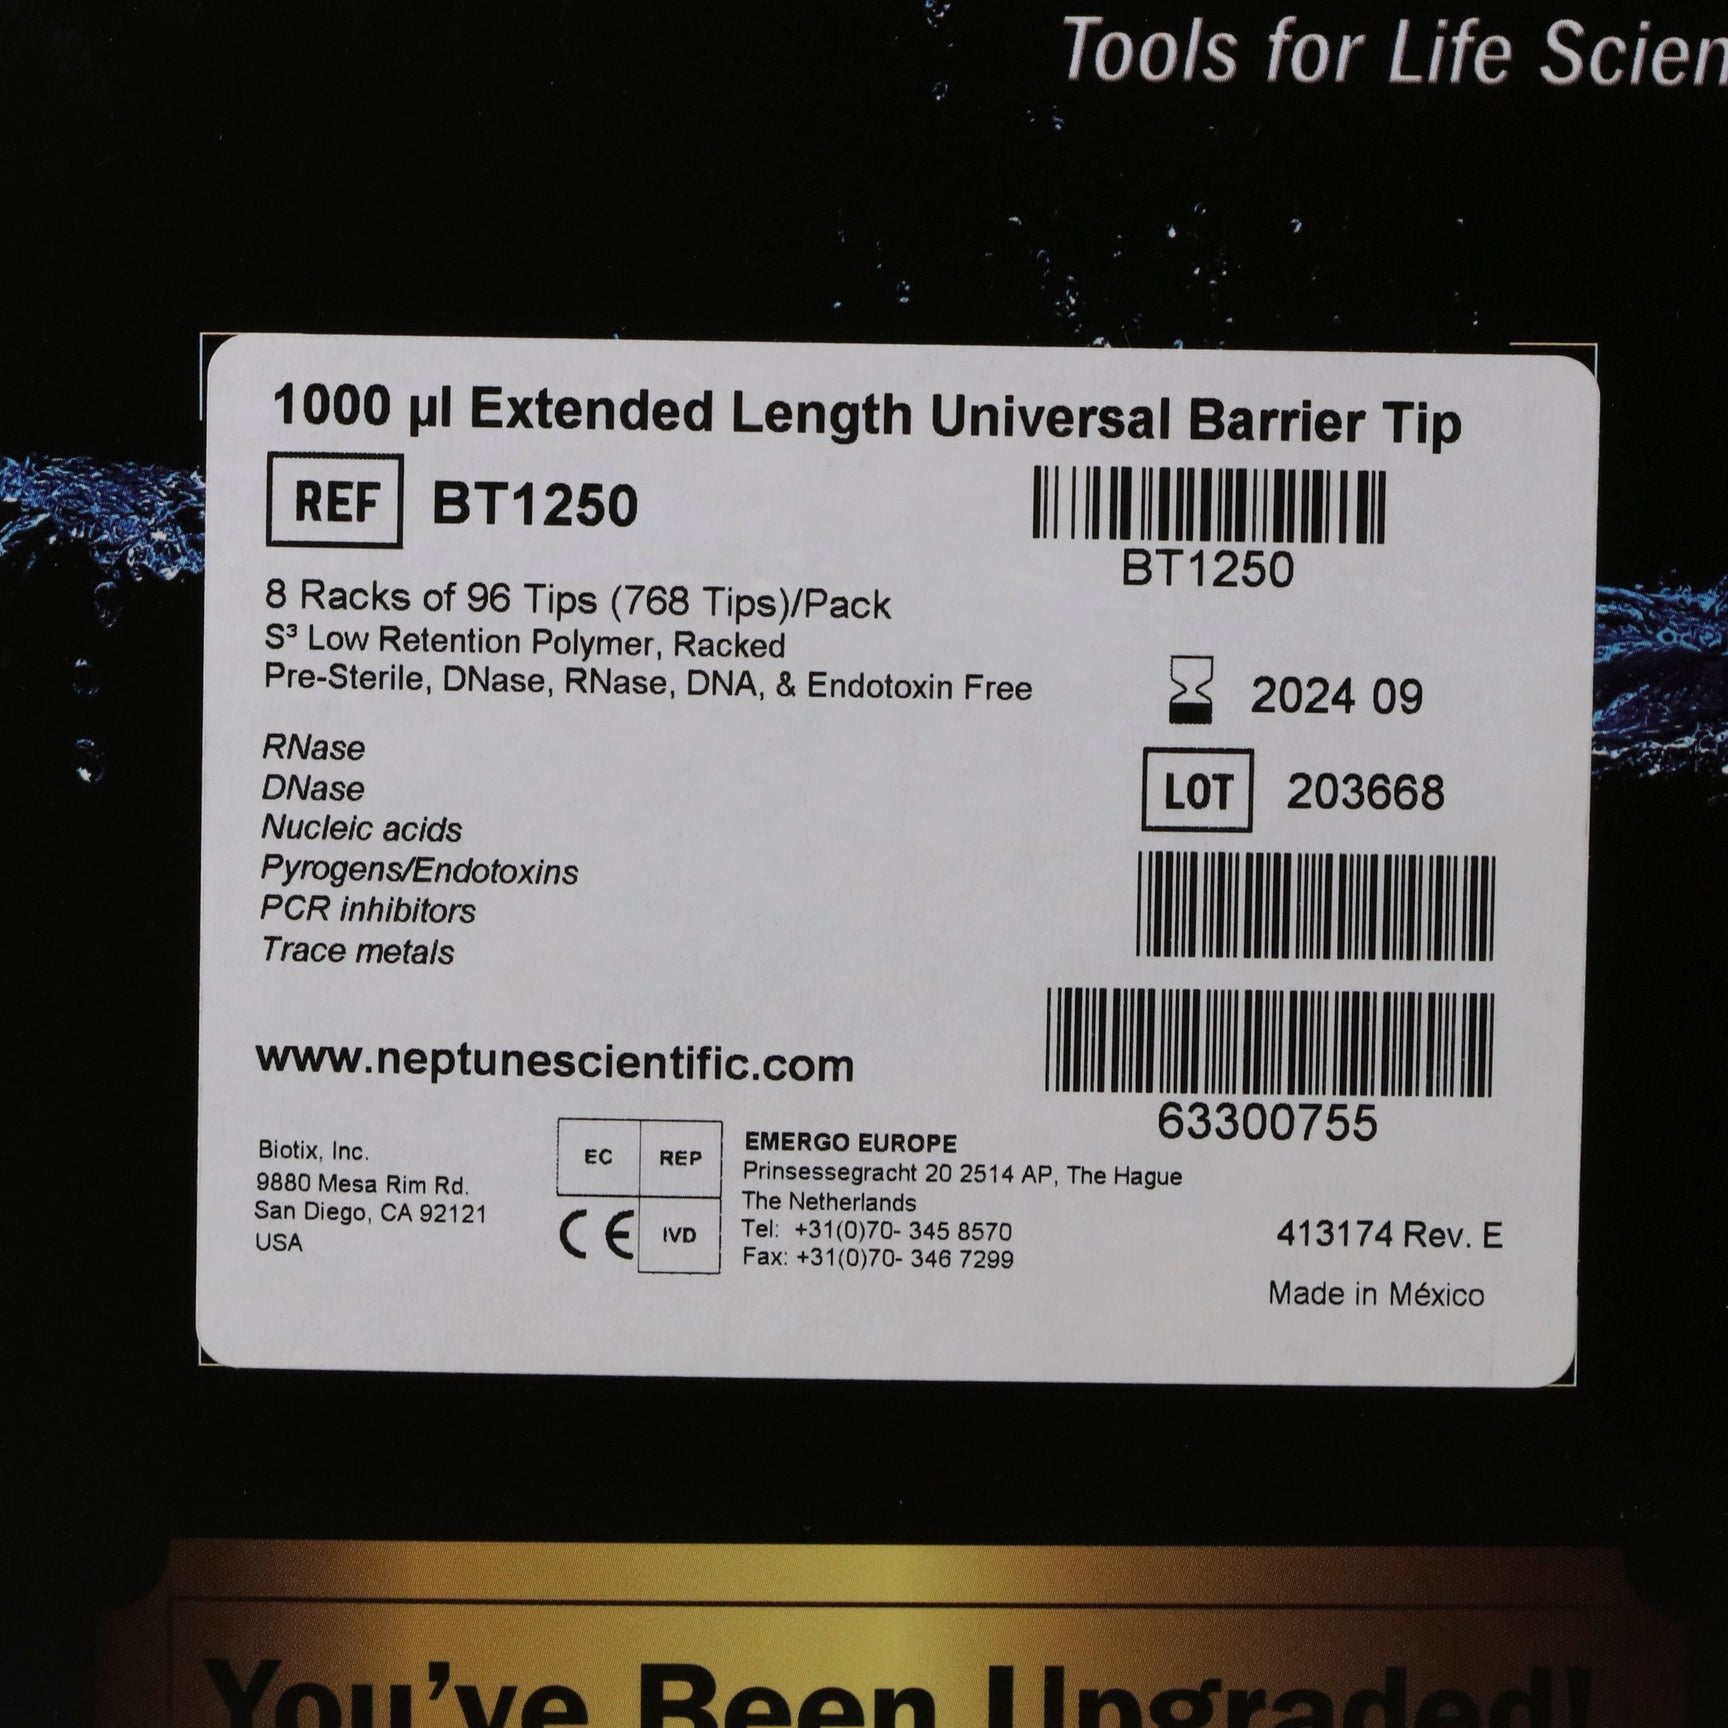 Tools for Life Scien
1000 µl Extended Length Universal Barrier Tip
REF BT1250
BT1250
8 Racks of 96 Tips (768 Tips)/Pack
S³ Low Retention Polymer, Racked
Pre-Sterile, DNase, RNase, DNA, & Endotoxin Free
2024 09
LOT 203668
RNase
DNase
Nucleic acids
Pyrogens/Endotoxins
PCR inhibitors
Trace metals
www.neptunescientific.com
63300755
Biotix, Inc.
9880 Mesa Rim Rd.
San Diego, CA 92121
USA
EC REP
CE IVD
EMERGO EUROPE
Prinsessegracht 20 2514 AP, The Hague
The Netherlands
Tel: +31(0)70- 345 8570
Fax: +31(0)70- 346 7299
413174 Rev. E
Made in México
You've Been Upgraded!